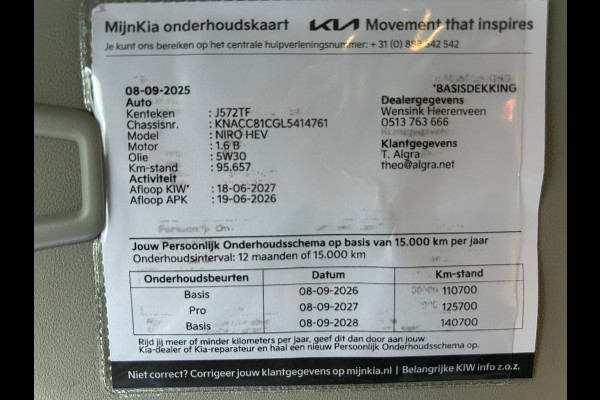 MijnKia onderhoudskaart KIA Movement that inspires
Je kunt ons bereiken op het centrale hulpverleningsnummer: + 31 (0) 542 542
08-09-2025 *BASISDEKKING
Auto Dealergegevens
Kenteken : J572TF Wensink Heerenveen
Chassisnr. : KNACC81CGL5414761 0513 763 666
Model : NIRO HEV
Motor : 1.6 B Klantgegevens
Olie : 5W30 T. Algra
Km-stand : 95.657 theo@algra.net
Activiteit
Afloop KIW* : 18-06-2027
Afloop APK : 19-06-2026
Jouw Persoonlijk Onderhoudsschema op basis van 15.000 km per jaar
Onderhoudsinterval: 12 maanden of 15.000 km
Onderhoudsbeurten Datum Km-stand
Basis 08-09-2026 110700
Pro 08-09-2027 125700
Basis 08-09-2028 140700
Rijd jij meer of minder kilometers per jaar, geef dit dan door aan jouw
Kia-dealer of Kia-reparateur en haal een nieuw Persoonlijk Onderhoudsschema op.
Niet correct? Corrigeer jouw klantgegevens op mijnkia.nl | Belangrijke KIW info z.o.z.